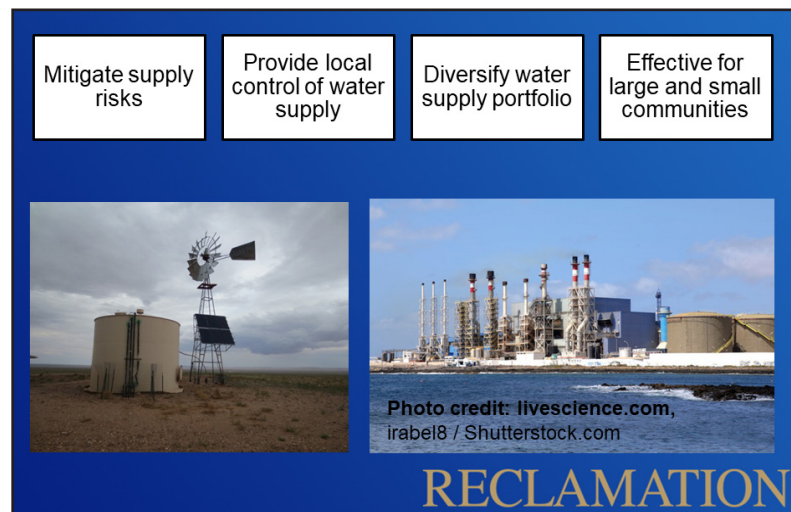 Mitigate supply
risks
Provide local
control of water
supply
Diversify water
supply portfolio
Effective for
large and small
communities
Photo credit: livescience.com,
irabel8 / Shutterstock.com
RECLAMATION